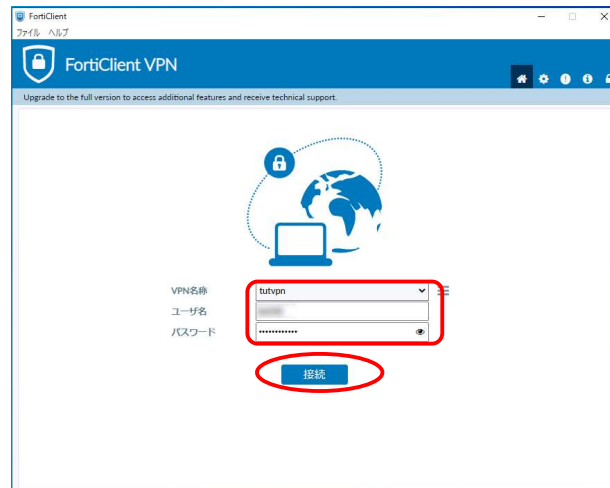 FortiClient
ファイル ヘルプ
FortiClient VPN
Upgrade to the full version to access additional features and receive technical support.
VPN名称 tutvpn
ユーザ名
パスワード ••••••••••••
接続